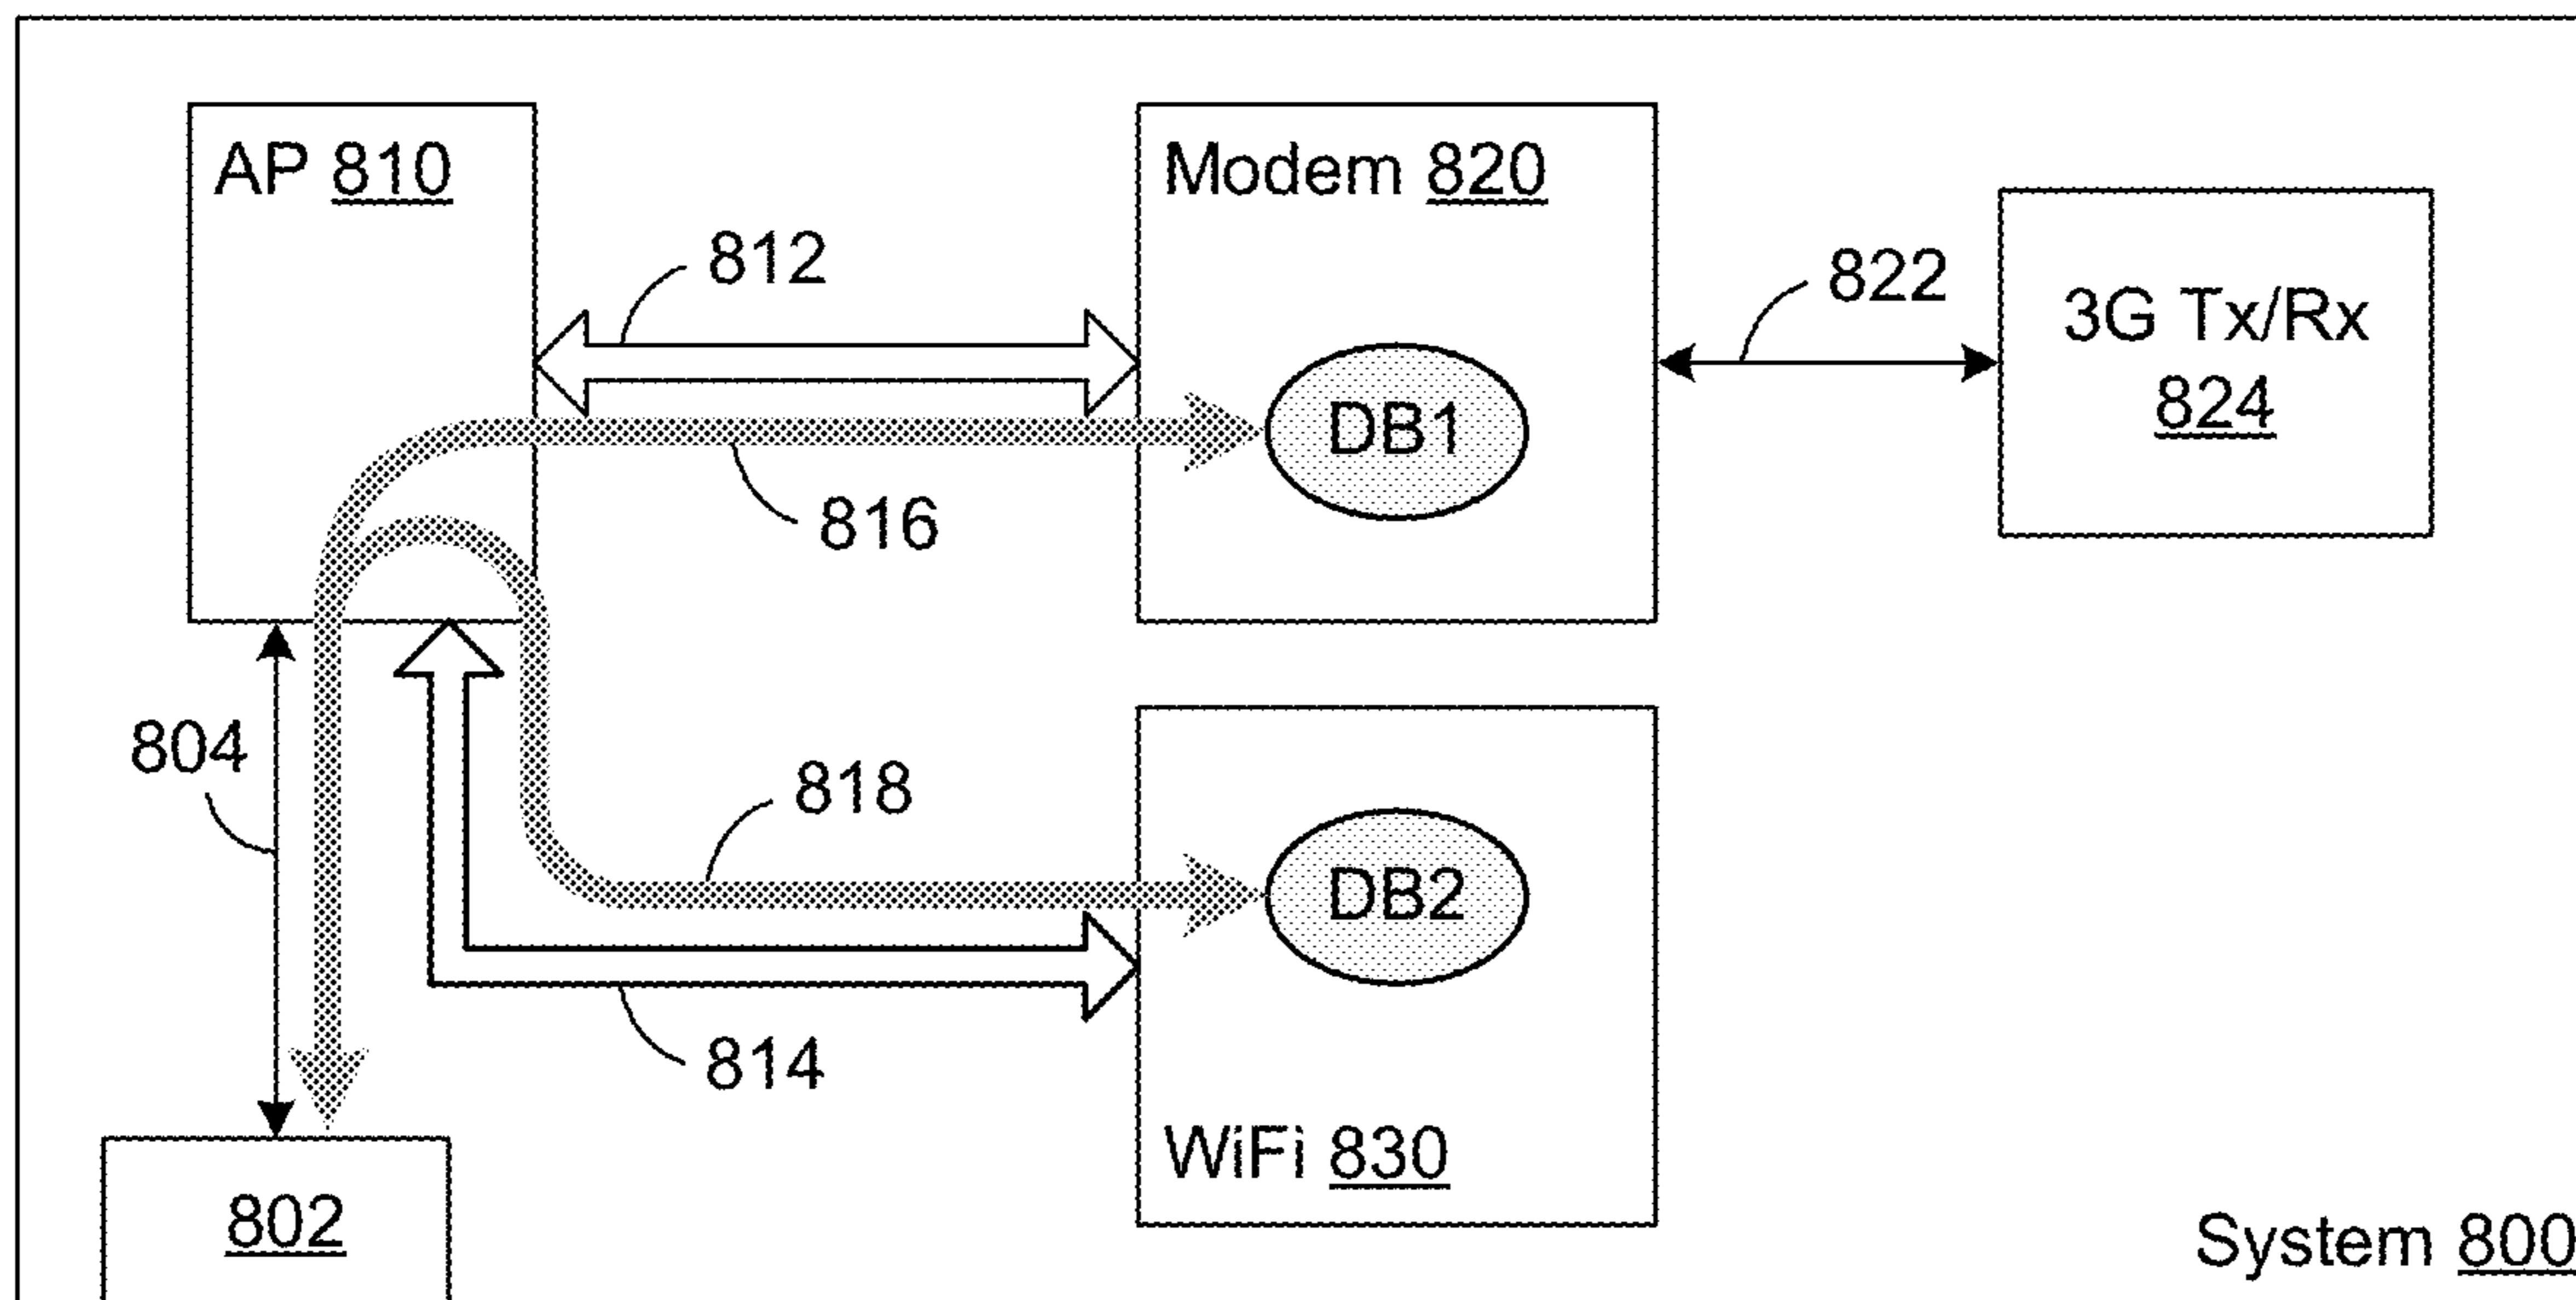 AP 810
Modem 820
812
822
3G Tx/Rx
824
DB1
816
804
818
DB2
814
WiFi 830
802
System 800